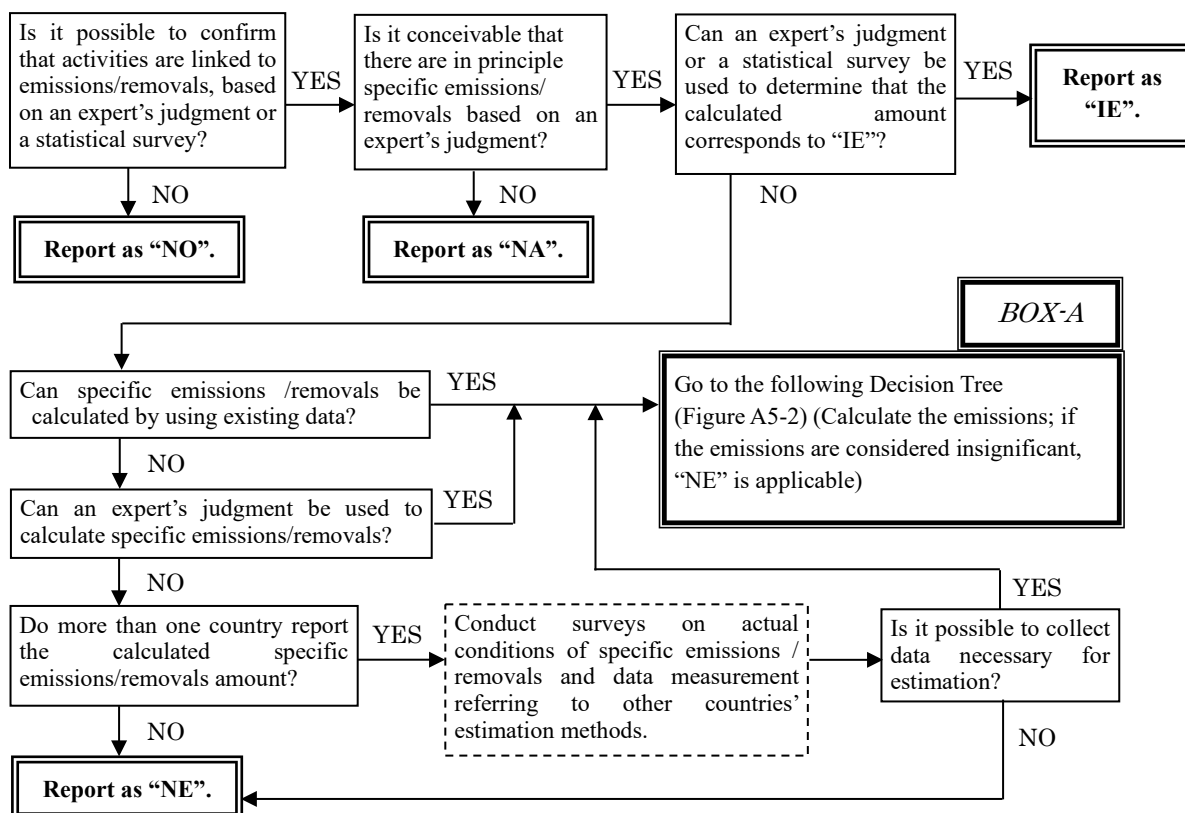 Is it possible to confirm
that activities are linked to
emissions/removals, based
on an expert’s judgment or
a statistical survey?
YES
Is it conceivable that
there are in principle
specific emissions/
removals based on an
expert’s judgment?
YES
Can an expert’s judgment
or a statistical survey be
used to determine that the
calculated amount
corresponds to “IE”?
YES
Report as
“IE”.
NO
Report as “NO”.
NO
Report as “NA”.
NO
BOX-A
Can specific emissions /removals be
calculated by using existing data?
YES
Go to the following Decision Tree
(Figure A5-2) (Calculate the emissions; if
the emissions are considered insignificant,
“NE” is applicable)
NO
Can an expert’s judgment be used to
calculate specific emissions/removals?
YES
NO
Do more than one country report
the calculated specific
emissions/removals amount?
YES
Conduct surveys on actual
conditions of specific emissions /
removals and data measurement
referring to other countries’
estimation methods.
Is it possible to collect
data necessary for
estimation?
YES
NO
NO
Report as “NE”.